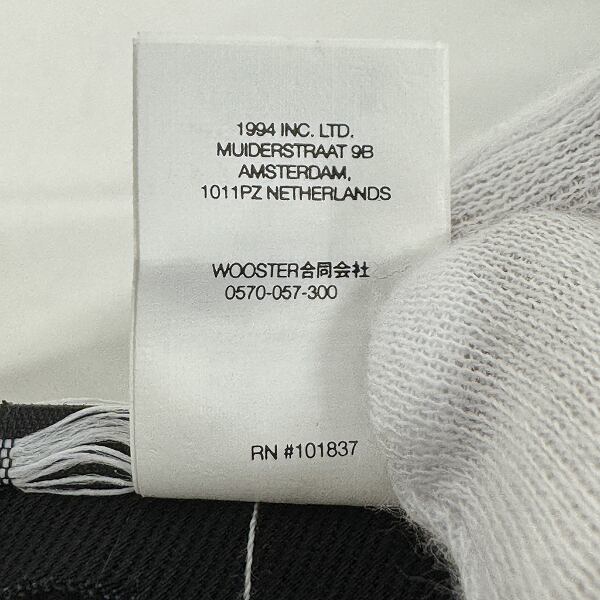 1994 INC. LTD.
MUIDERSTRAAT 9B
AMSTERDAM,
1011PZ NETHERLANDS
WOOSTER合同会社
0570-057-300
RN #101837